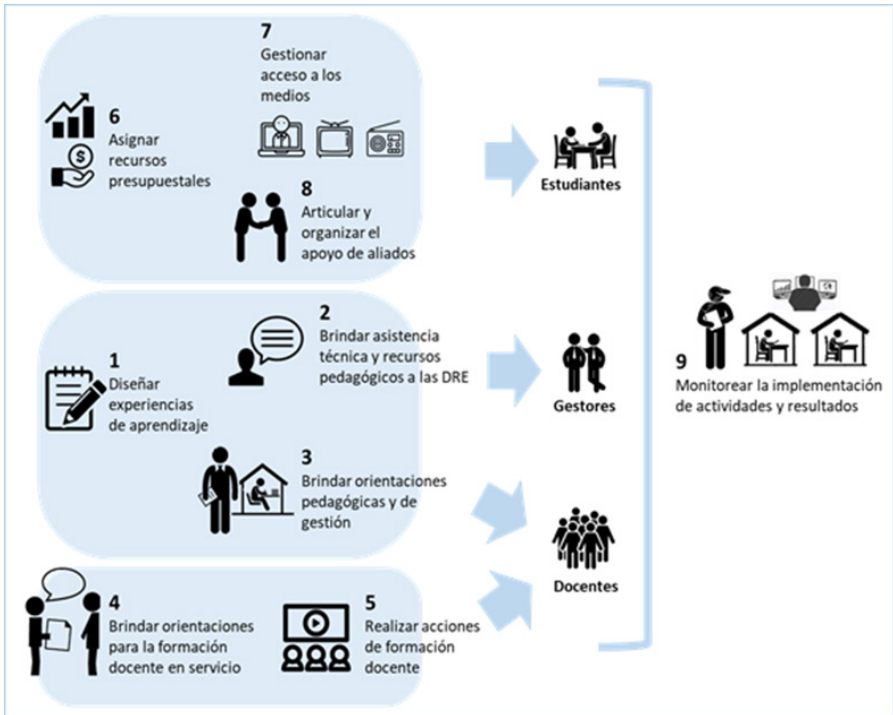 7
Gestionar
acceso a los
medios
6
Asignar
recursos
presupuestales
8
Articular y
organizar el
apoyo de aliados
Estudiantes
2
Brindar asistencia
técnica y recursos
pedagógicos a las DRE
1
Diseñar
experiencias
de aprendizaje
3
Brindar orientaciones
pedagógicas y de
gestión
Gestores
9
Monitorear la implementación
de actividades y resultados
Docentes
4
Brindar orientaciones
para la formación
docente en servicio
5
Realizar acciones
de formación
docente
$